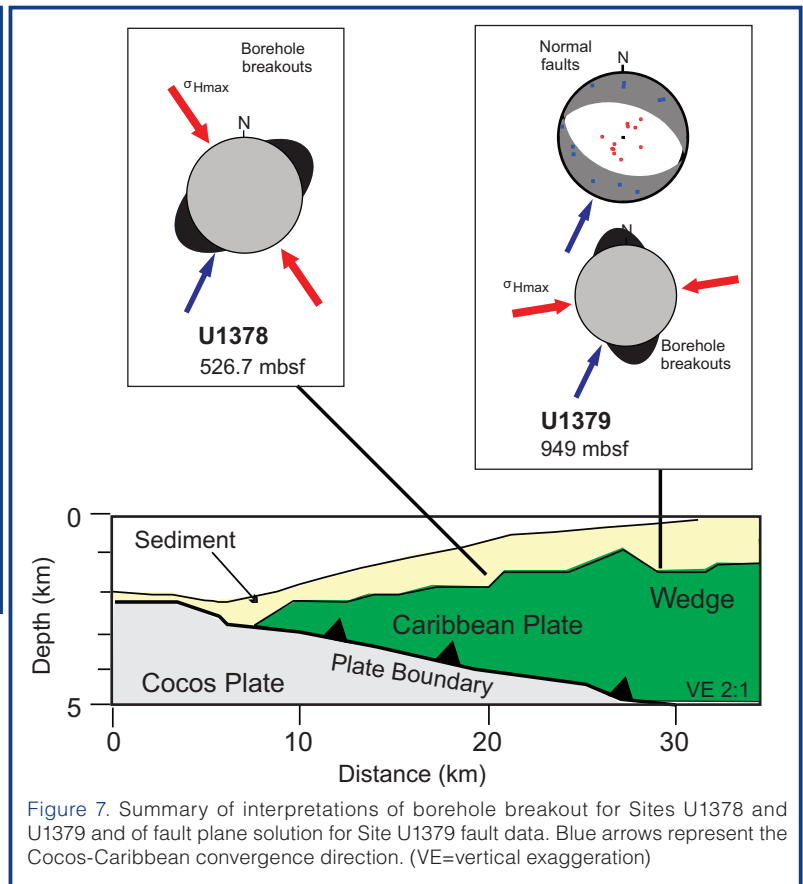 Borehole
breakouts
σHmax
N
U1378
526.7 mbsf
Normal
faults
N
N
σHmax
Borehole
breakouts
U1379
949 mbsf
0
Sediment
Wedge
Caribbean Plate
Plate Boundary
Cocos Plate
VE 2:1
5
Depth (km)
0 10 20 30
Distance (km)
Figure 7. Summary of interpretations of borehole breakout for Sites U1378 and
U1379 and of fault plane solution for Site U1379 fault data. Blue arrows represent the
Cocos-Caribbean convergence direction. (VE=vertical exaggeration)